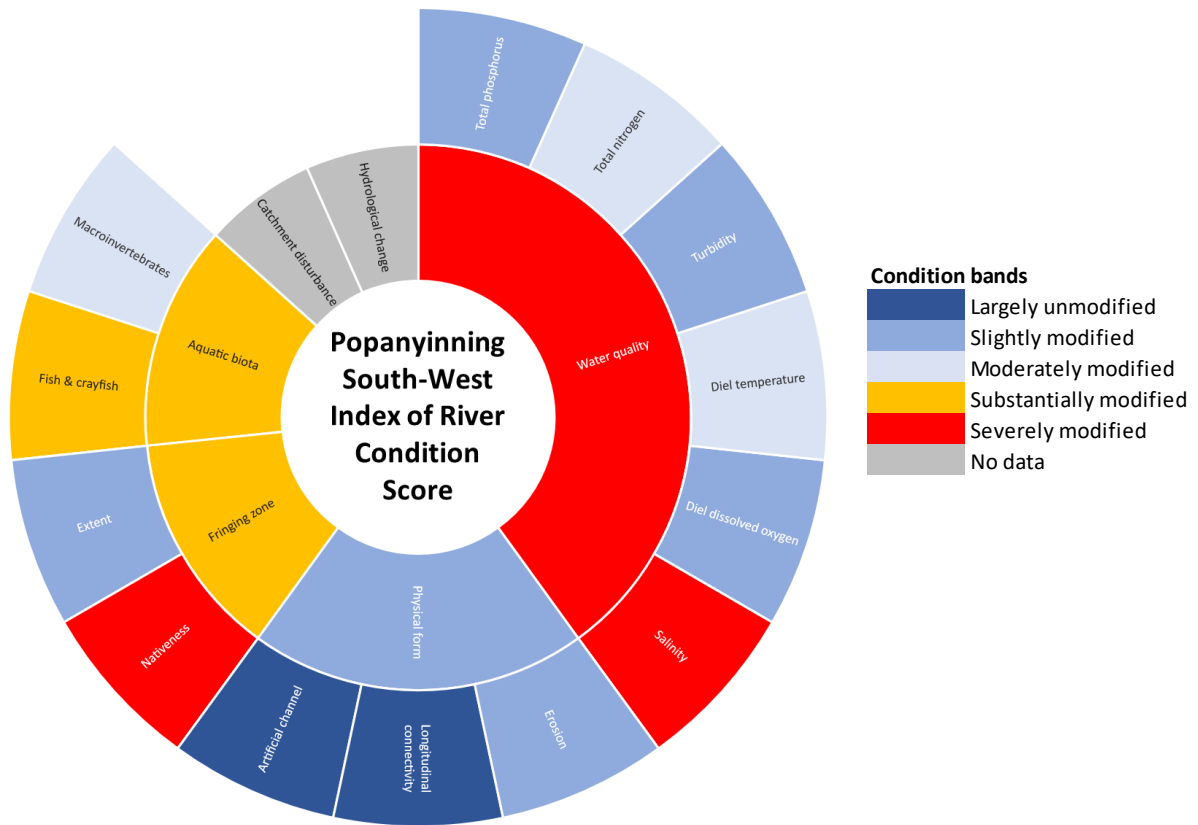 Popanyinning
South-West
Index of River
Condition
Score
Water quality
Physical form
Fringing zone
Aquatic biota
Catchment disturbance
Hydrological change
Total phosphorus
Total nitrogen
Turbidity
Diel temperature
Diel dissolved oxygen
Salinity
Erosion
Longitudinal
connectivity
Artificial channel
Nativeness
Extent
Fish & crayfish
Macroinvertebrates
Condition bands
Largely unmodified
Slightly modified
Moderately modified
Substantially modified
Severely modified
No data